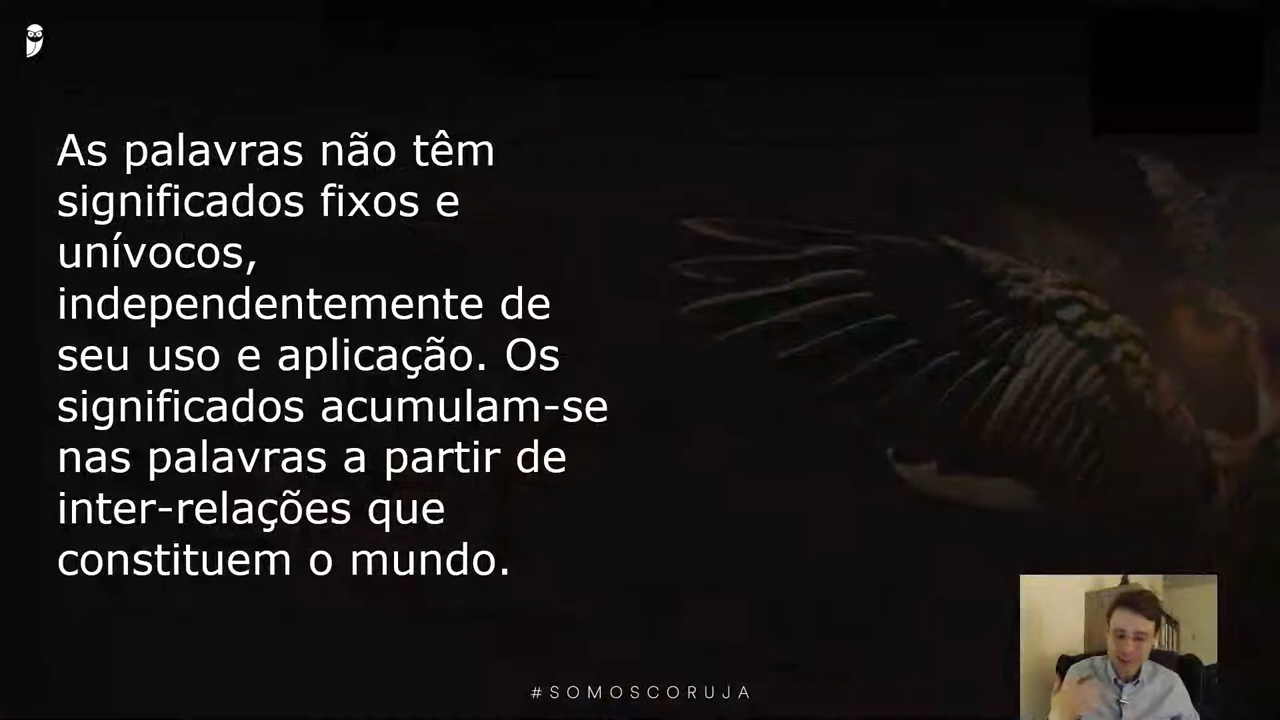 As palavras não têm
significados fixos e
unívocos,
independentemente de
seu uso e aplicação. Os
significados acumulam-se
nas palavras a partir de
inter-relações que
constituem o mundo.
#SOMOSCORUJA